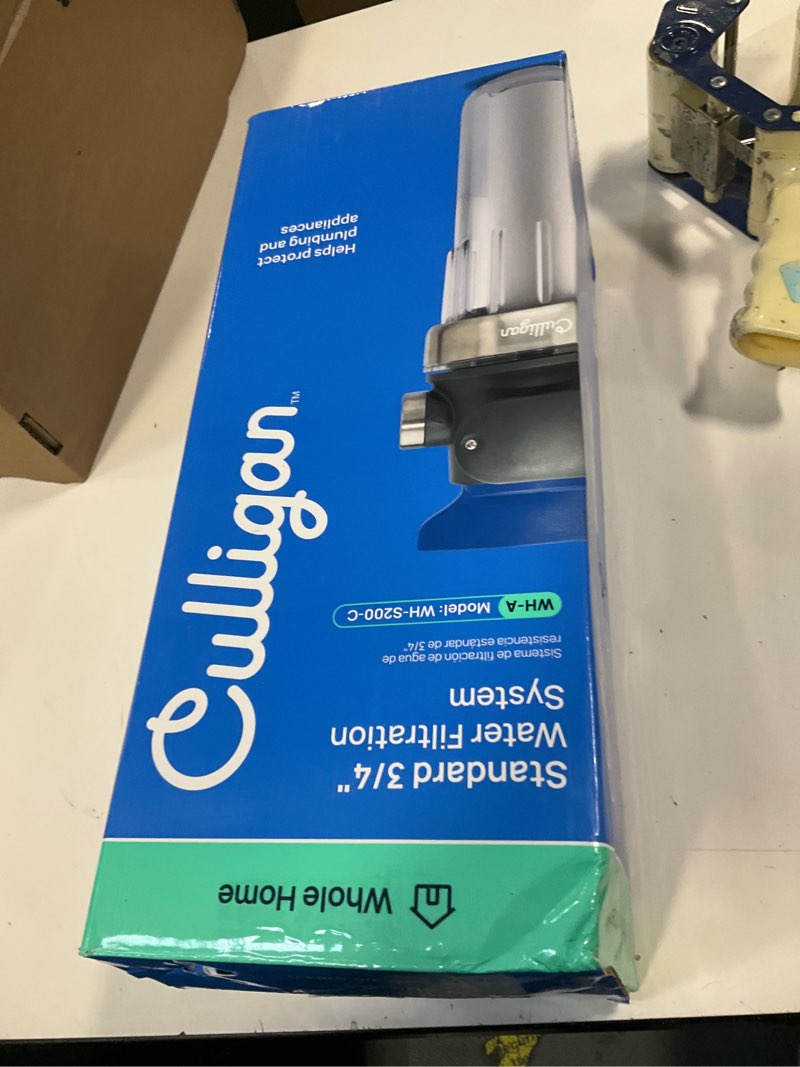 Whole Home
Standard 3/4"
Water Filtration
System
Sistema de filtración de agua de
resistencia estándar de 3/4"
WH-A Model: WH-S200-C
Culligan™
Culligan
Helps protect
plumbing and
appliances